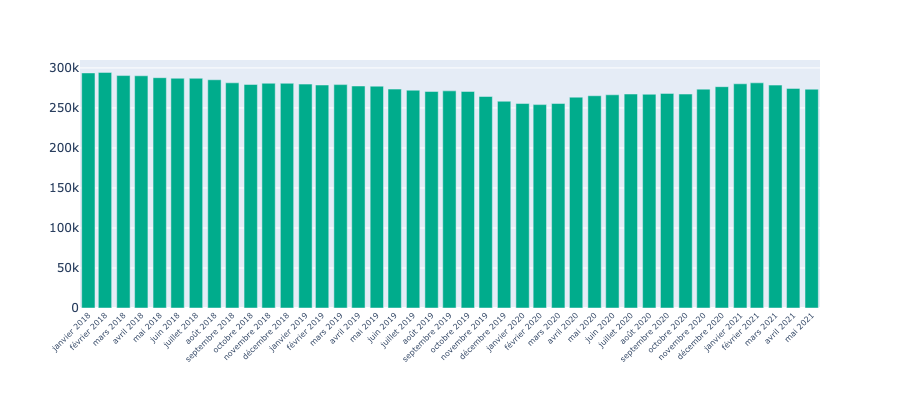 300k
250k
200k
150k
100k
50k
0
janvier 2018
février 2018
mars 2018
avril 2018
mai 2018
juin 2018
juillet 2018
août 2018
septembre 2018
octobre 2018
novembre 2018
décembre 2018
janvier 2019
février 2019
mars 2019
avril 2019
mai 2019
juin 2019
juillet 2019
août 2019
septembre 2019
octobre 2019
novembre 2019
décembre 2019
janvier 2020
février 2020
mars 2020
avril 2020
mai 2020
juin 2020
juillet 2020
août 2020
septembre 2020
octobre 2020
novembre 2020
décembre 2020
janvier 2021
février 2021
mars 2021
avril 2021
mai 2021